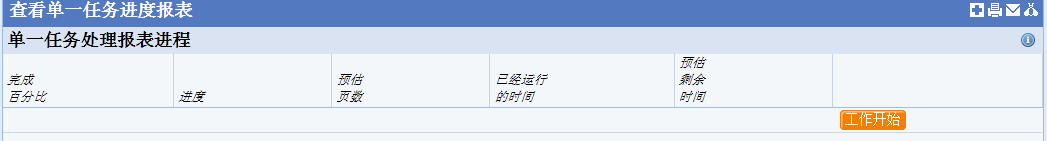 查看单一任务进度报表
单一任务处理报表进程
完成
百分比
进度
预估
页数
已经运行
的时间
预估
剩余
时间
工作开始